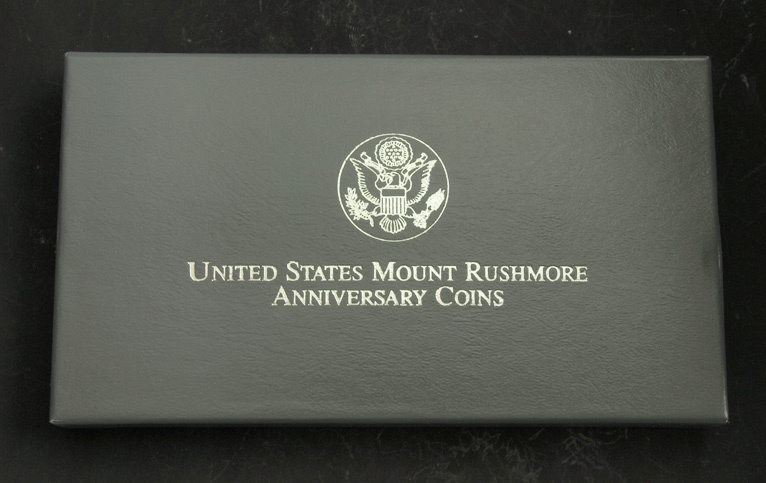 UNITED STATES MOUNT RUSHMORE
ANNIVERSARY COINS